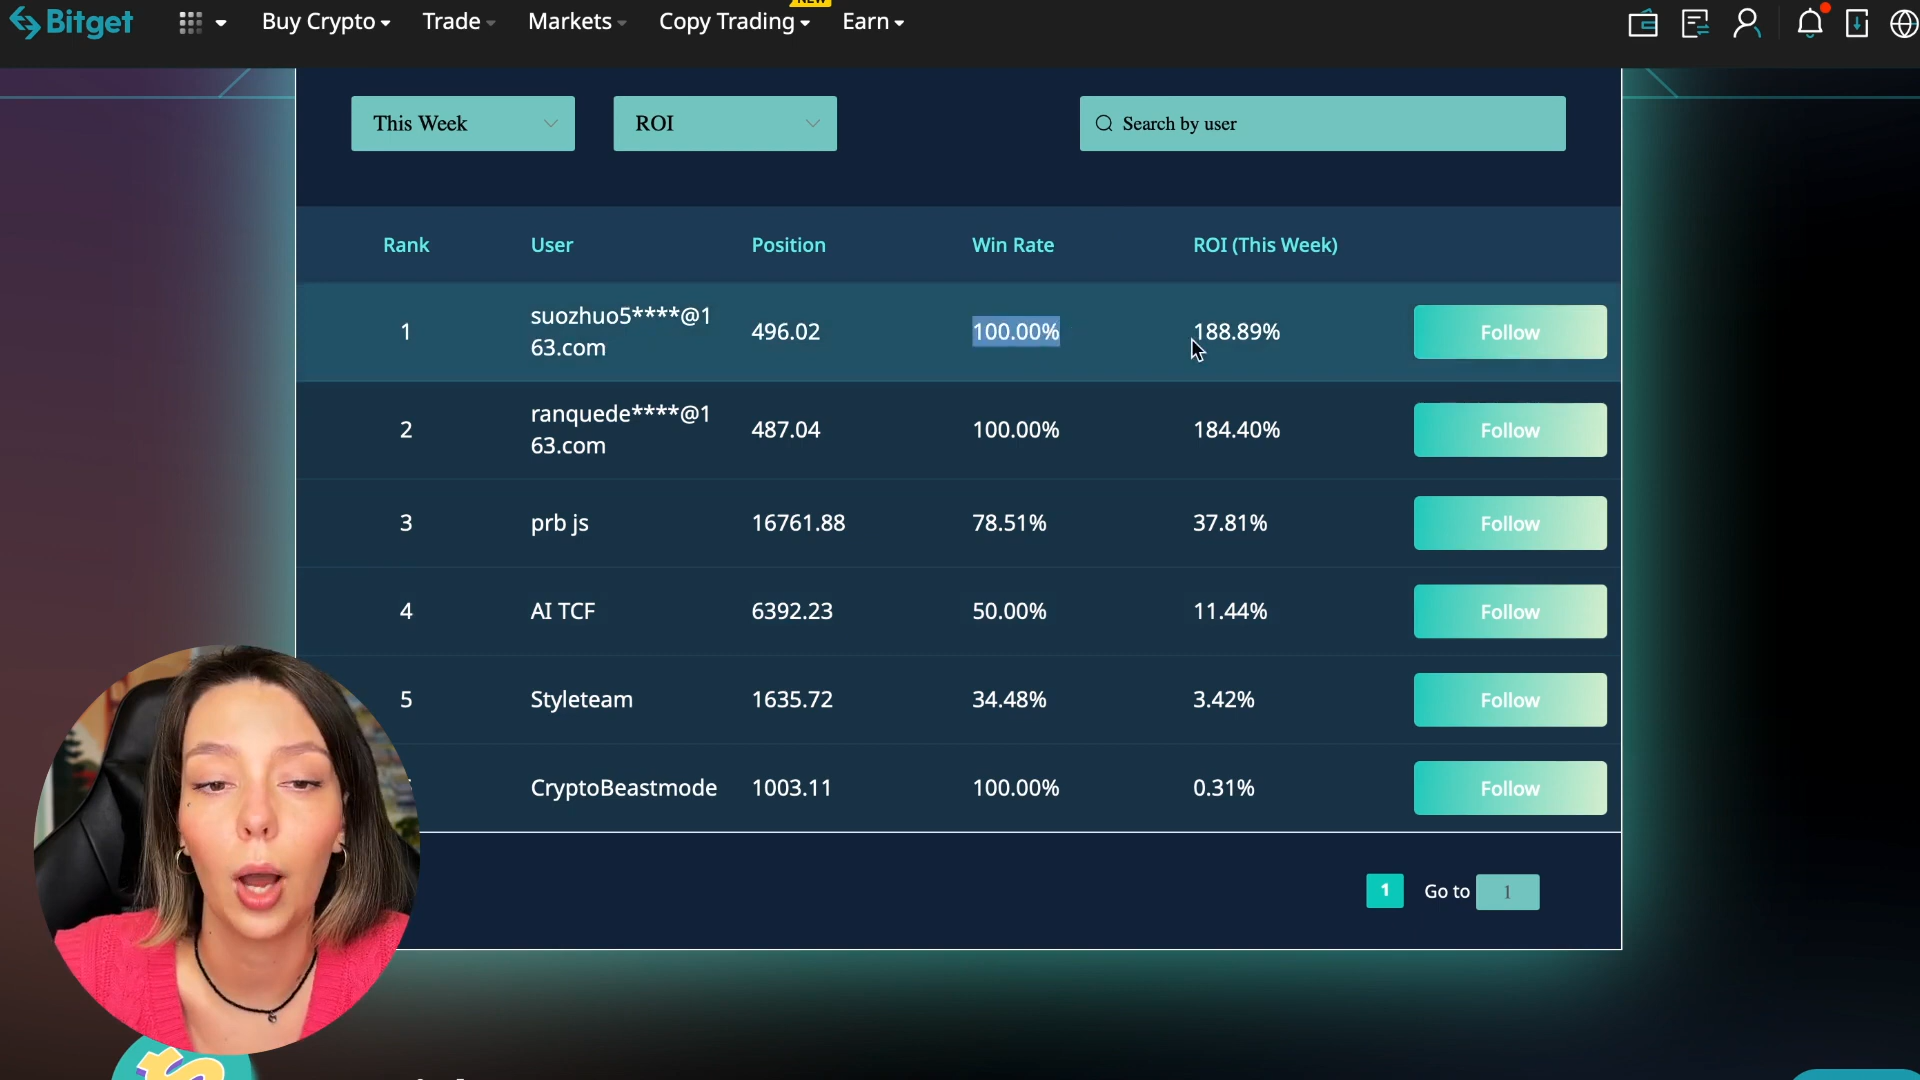 Bitget
Buy Crypto
Trade
Markets
Copy Trading
NEW
Earn
This Week
ROI
Search by user
Rank
User
Position
Win Rate
ROI (This Week)
1
suozhuo5****@1
63.com
496.02
100.00%
188.89%
Follow
2
ranquede****@1
63.com
487.04
100.00%
184.40%
Follow
3
prb js
16761.88
78.51%
37.81%
Follow
4
AI TCF
6392.23
50.00%
11.44%
Follow
5
Styleteam
1635.72
34.48%
3.42%
Follow
CryptoBeastmode
1003.11
100.00%
0.31%
Follow
1
Go to
1